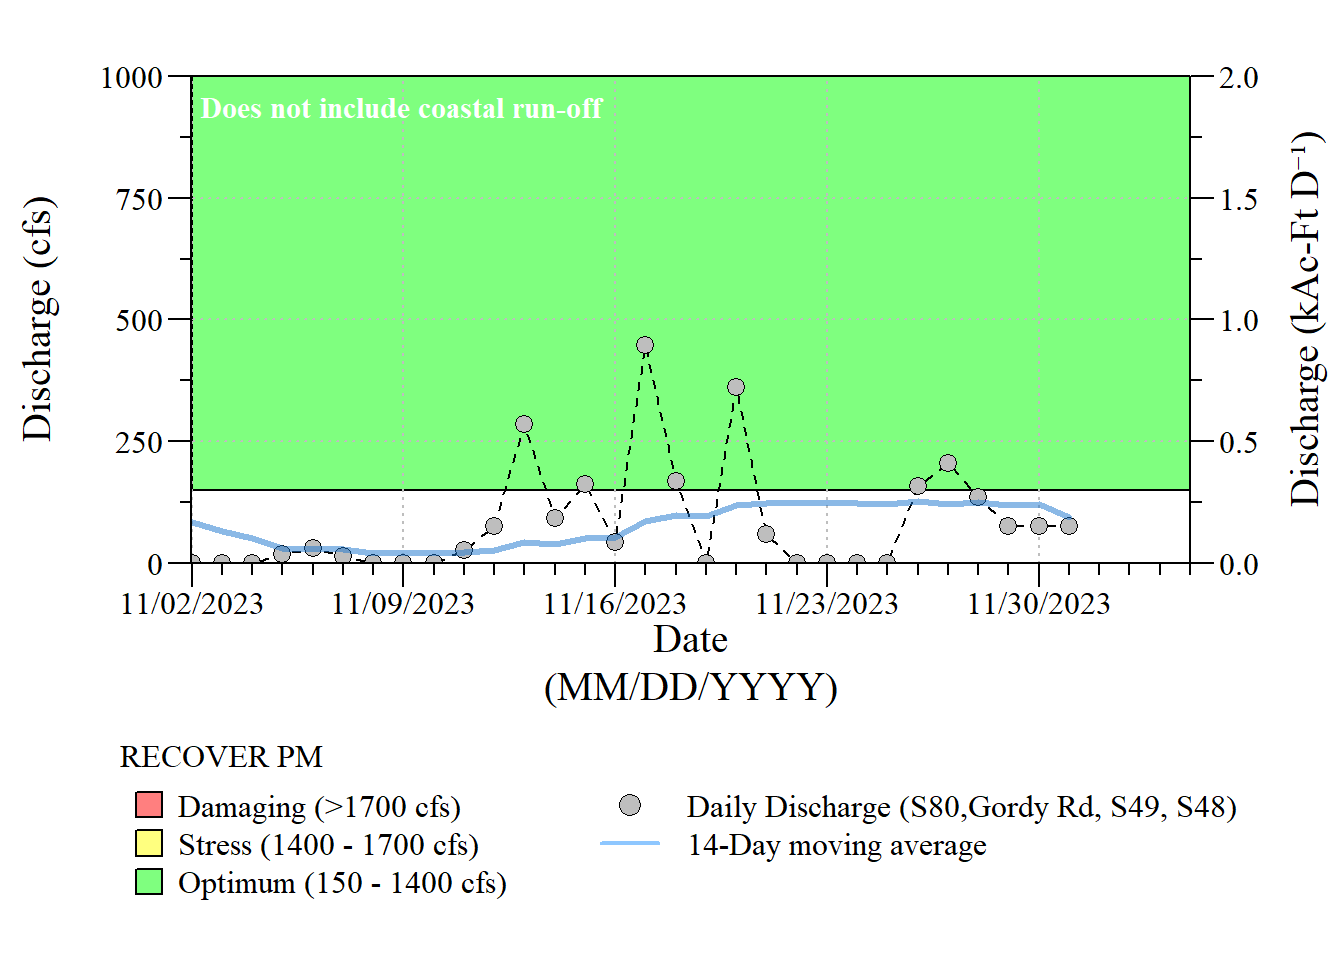 Does not include coastal run-off
1000
750
500
250
0
Discharge (cfs)
2.0
1.5
1.0
0.5
0.0
Discharge (kAc-Ft D⁻¹)
11/02/2023 11/09/2023 11/16/2023 11/23/2023 11/30/2023
Date
(MM/DD/YYYY)
RECOVER PM
Damaging (>1700 cfs)
Stress (1400 - 1700 cfs)
Optimum (150 - 1400 cfs)
Daily Discharge (S80,Gordy Rd, S49, S48)
14-Day moving average